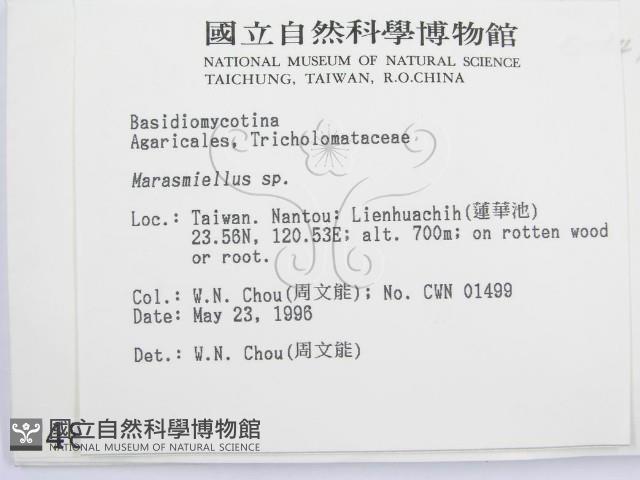 國立自然科學博物館
NATIONAL MUSEUM OF NATURAL SCIENCE
TAICHUNG, TAIWAN, R.O.CHINA
Basidiomycotina
Agaricales, Tricholomataceae
Marasmiellus sp.
Loc.: Taiwan. Nantou: Lienhuachih(蓮華池)
23.56N, 120.53E; alt. 700m; on rotten wood
or root.
Col.: W.N. Chou(周文能); No. CWN 01499
Date: May 23, 1996
Det.: W.N. Chou(周文能)
國立自然科學博物館
NATIONAL MUSEUM OF NATURAL SCIENCE